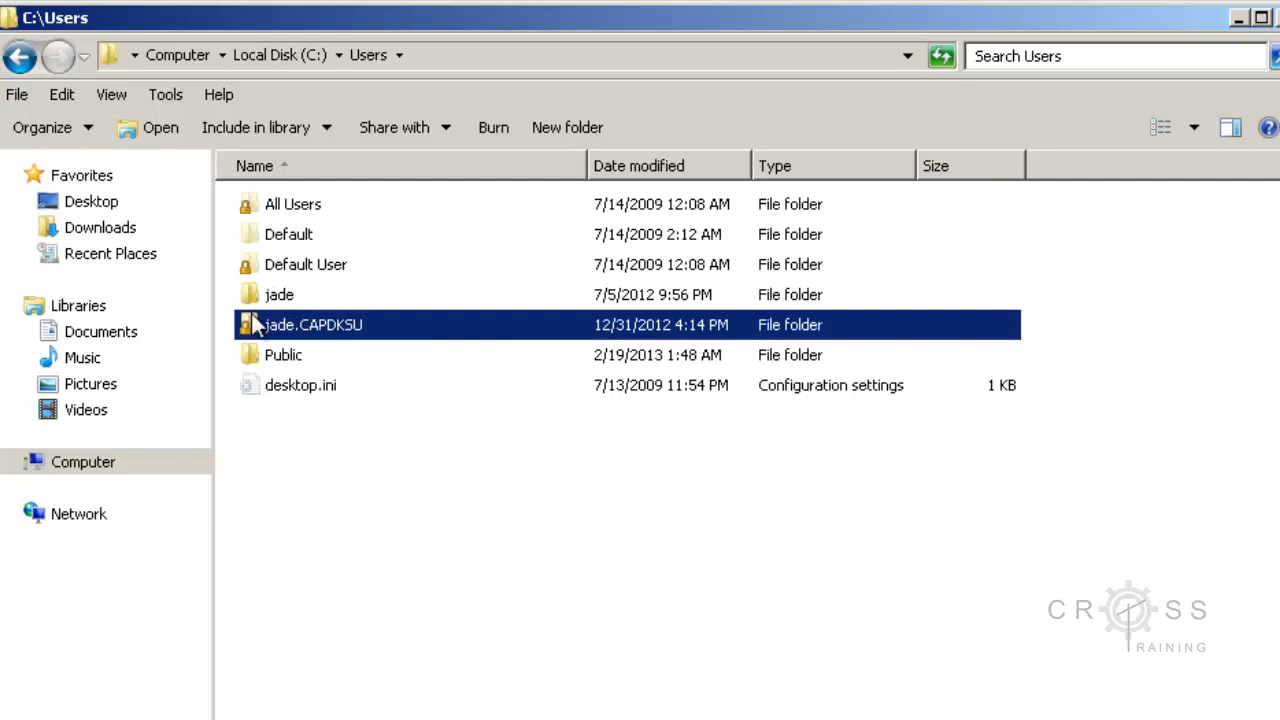 C:\Users
Computer Local Disk (C:) Users
Search Users
File Edit View Tools Help
Organize Open Include in library Share with Burn New folder
Name Date modified Type Size
Favorites
Desktop
Downloads
Recent Places
Libraries
Documents
Music
Pictures
Videos
Computer
Network
All Users 7/14/2009 12:08 AM File folder
Default 7/14/2009 2:12 AM File folder
Default User 7/14/2009 12:08 AM File folder
jade 7/5/2012 9:56 PM File folder
jade.CAPDKSU 12/31/2012 4:14 PM File folder
Public 2/19/2013 1:48 AM File folder
desktop.ini 7/13/2009 11:54 PM Configuration settings 1 KB
CROSS
TRAINING